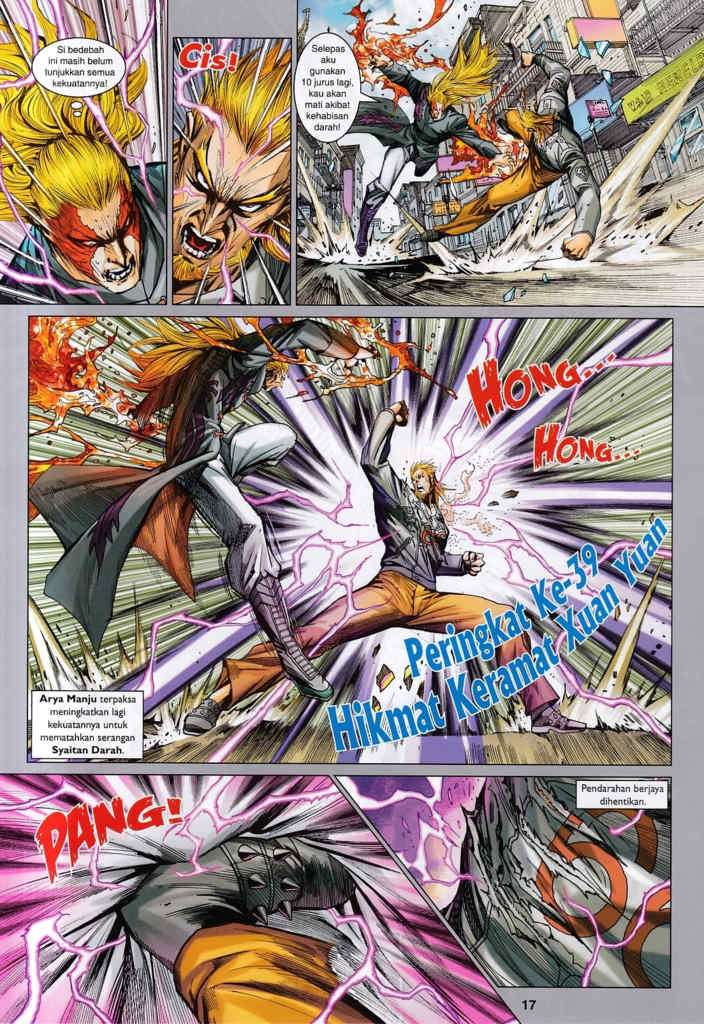 Si bedebah
ini masih belum
tunjukkan semua
kekuatannya!
Cis!
Selepas
aku
gunakan
10 jurus lagi,
kau akan
mati akibat
kehabisan
darah!
HONG...
HONG...
Peringkat Ke-39
Hikmat Keramat Xuan Yuan
Arya Manju terpaksa
meningkatkan lagi
kekuatannya untuk
mematahkan serangan
Syaitan Darah.
PANG!
Pendarahan berjaya
dihentikan.
17